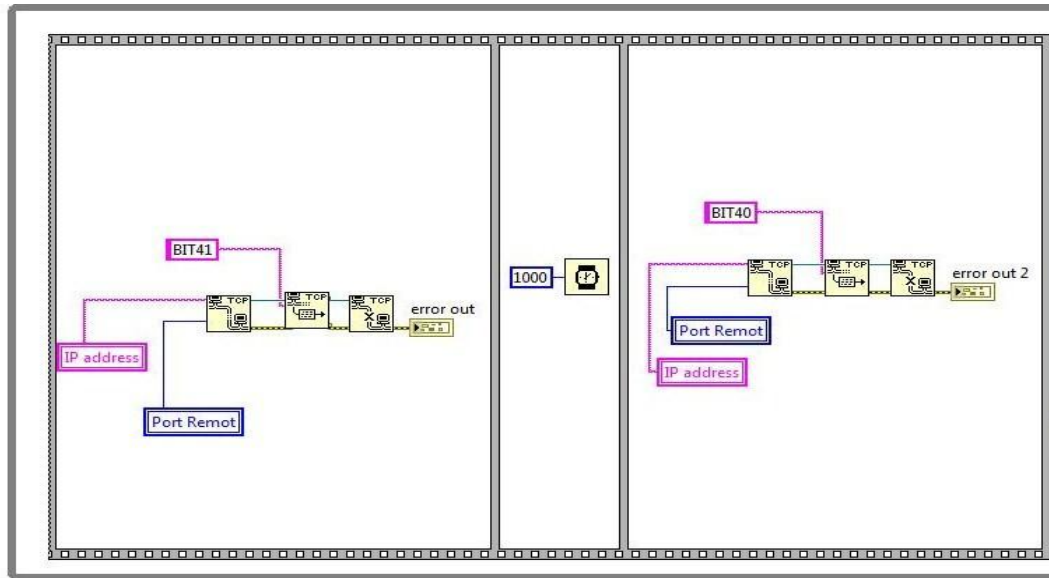 BIT41
TCP
TCP
TCP
error out
IP address
Port Remot
1000
BIT40
TCP
TCP
TCP
error out 2
Port Remot
IP address